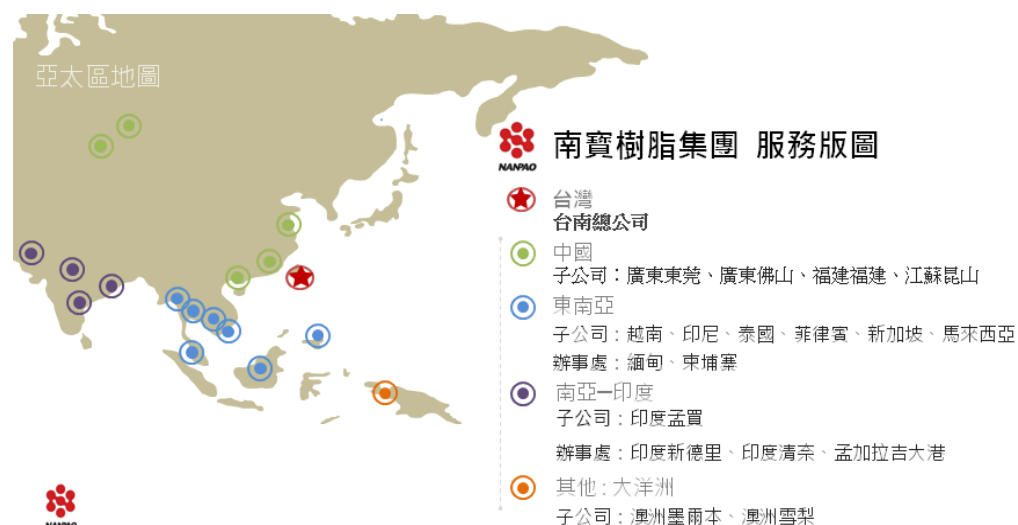 亞太區地圖
南寶樹脂集團 服務版圖
NANPAO
台灣
台南總公司
中國
子公司：廣東東莞、廣東佛山、福建福建、江蘇昆山
東南亞
子公司：越南、印尼、泰國、菲律賓、新加坡、馬來西亞
辦事處：緬甸、柬埔寨
南亞—印度
子公司：印度孟買
辦事處：印度新德里、印度清奈、孟加拉吉大港
其他：大洋洲
子公司：澳洲墨爾本、澳洲雪梨
NANPAO